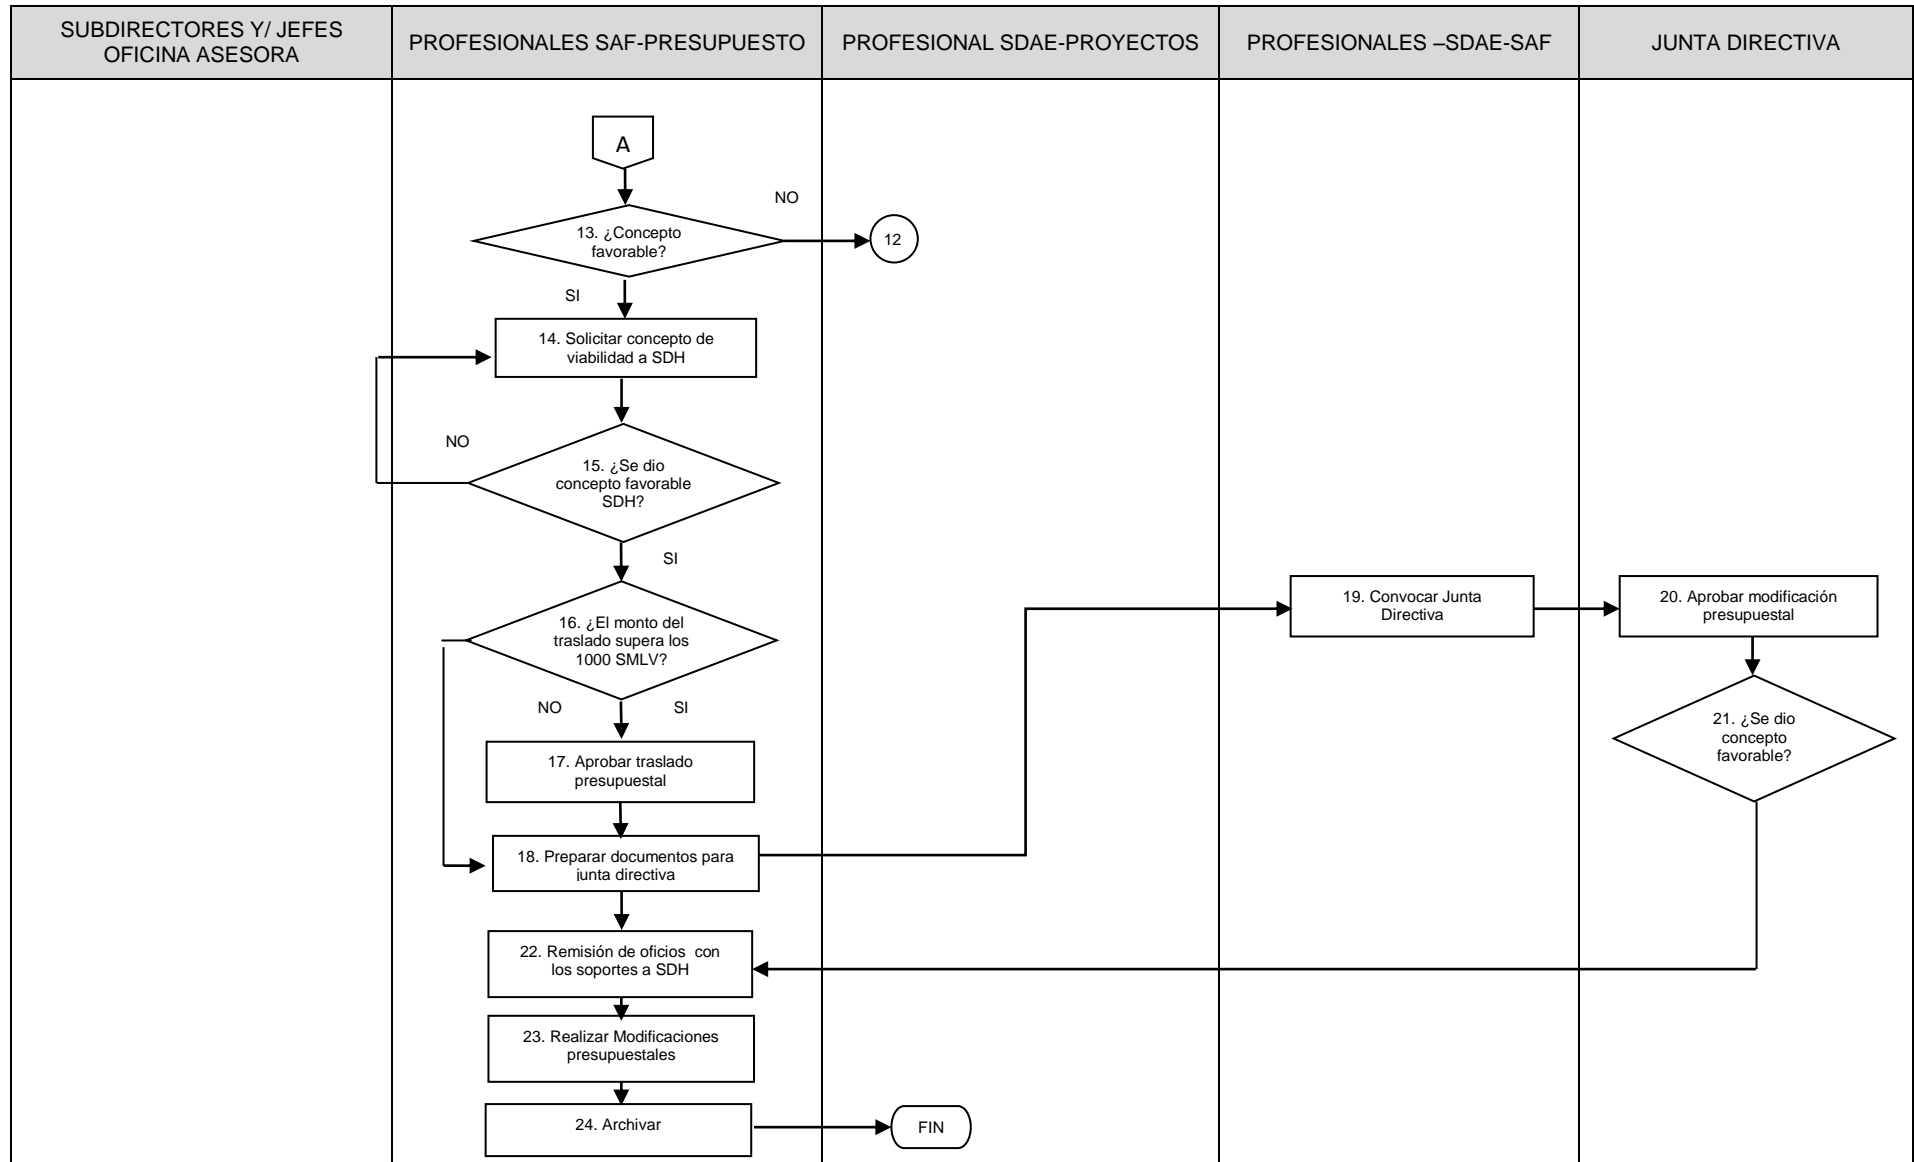 SUBDIRECTORES Y/ JEFES
OFICINA ASESORA
PROFESIONALES SAF-PRESUPUESTO
PROFESIONAL SDAE-PROYECTOS
PROFESIONALES –SDAE-SAF
JUNTA DIRECTIVA
A
NO
13. ¿Concepto
favorable?
12
SI
14. Solicitar concepto de
viabilidad a SDH
NO
15. ¿Se dio
concepto favorable
SDH?
SI
16. ¿El monto del
traslado supera los
1000 SMLV?
NO
SI
17. Aprobar traslado
presupuestal
18. Preparar documentos para
junta directiva
19. Convocar Junta
Directiva
20. Aprobar modificación
presupuestal
21. ¿Se dio
concepto
favorable?
22. Remisión de oficios con
los soportes a SDH
23. Realizar Modificaciones
presupuestales
24. Archivar
FIN